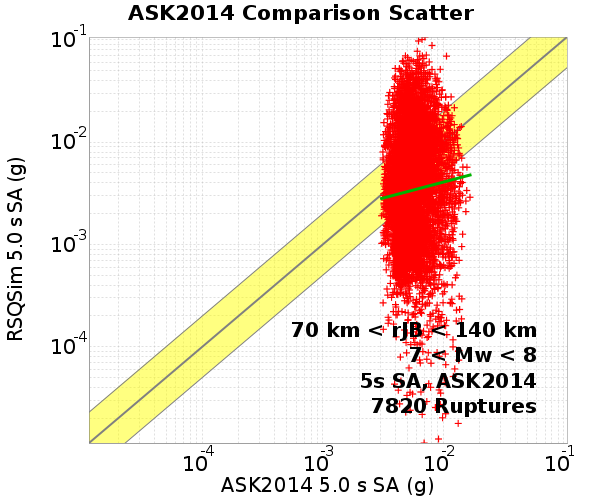 ASK2014 Comparison Scatter
RSQSim 5.0 s SA (g)
10-1
10-2
10-3
10-4
70 km < rJB < 140 km
7 < Mw < 8
5s SA, ASK2014
7820 Ruptures
10-4 10-3 10-2 10-1
ASK2014 5.0 s SA (g)